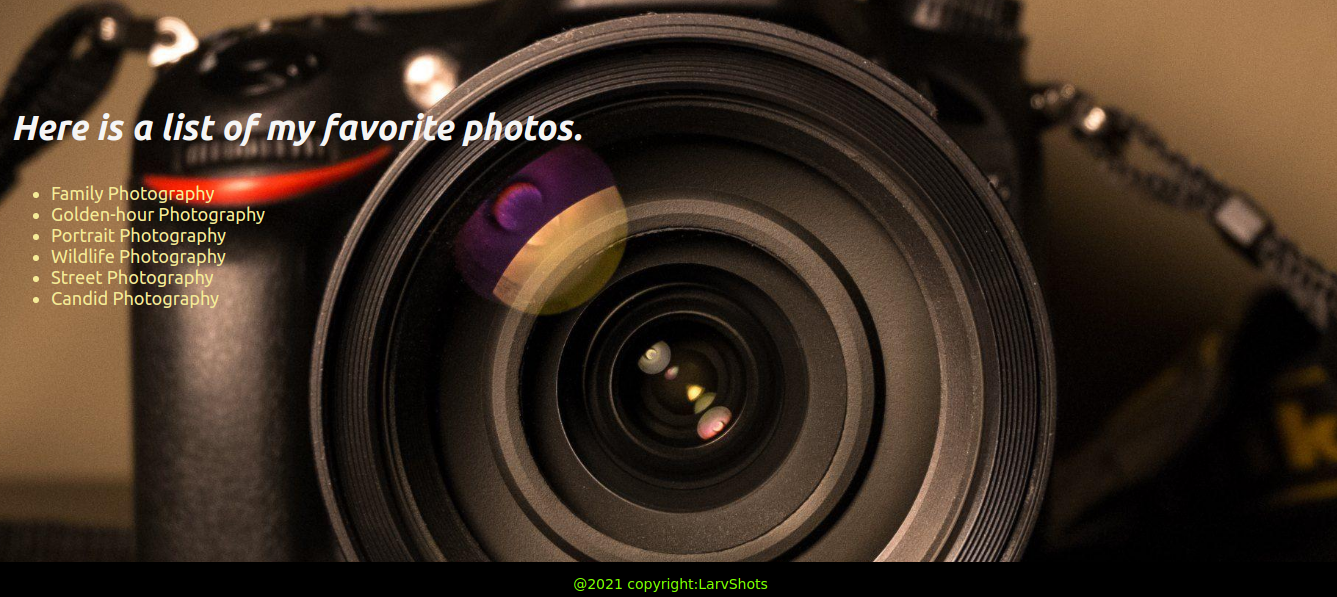 Here is a list of my favorite photos.
Family Photography
Golden-hour Photography
Portrait Photography
Wildlife Photography
Street Photography
Candid Photography
@2021 copyright:LarvShots